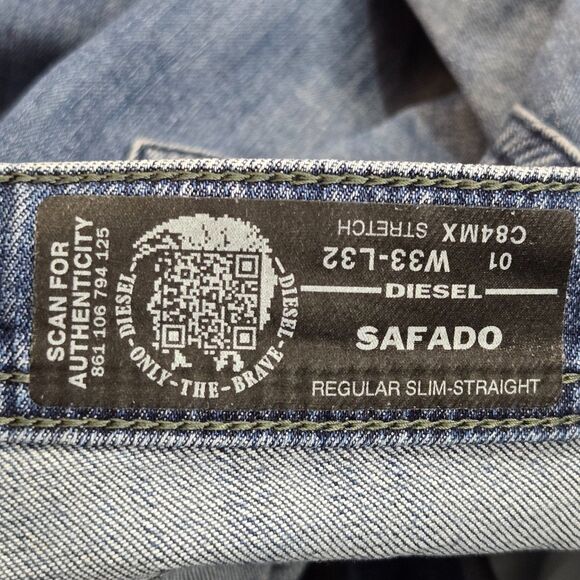 SCAN FOR
AUTHENTICITY
861 106 794 125
DIESEL
ONLY-THE-BRAVE
DIESEL
01
C84MX STRETCH
W33-L32
DIESEL
SAFADO
REGULAR SLIM-STRAIGHT